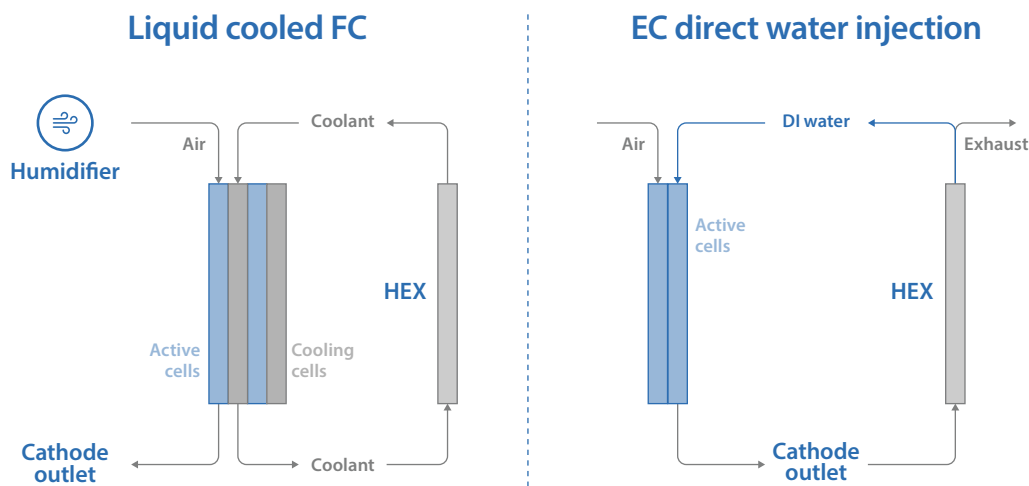 Liquid cooled FC
Humidifier
Air
Coolant
HEX
Active
cells
Cooling
cells
Cathode
outlet
Coolant
EC direct water injection
Air
DI water
Exhaust
Active
cells
HEX
Cathode
outlet